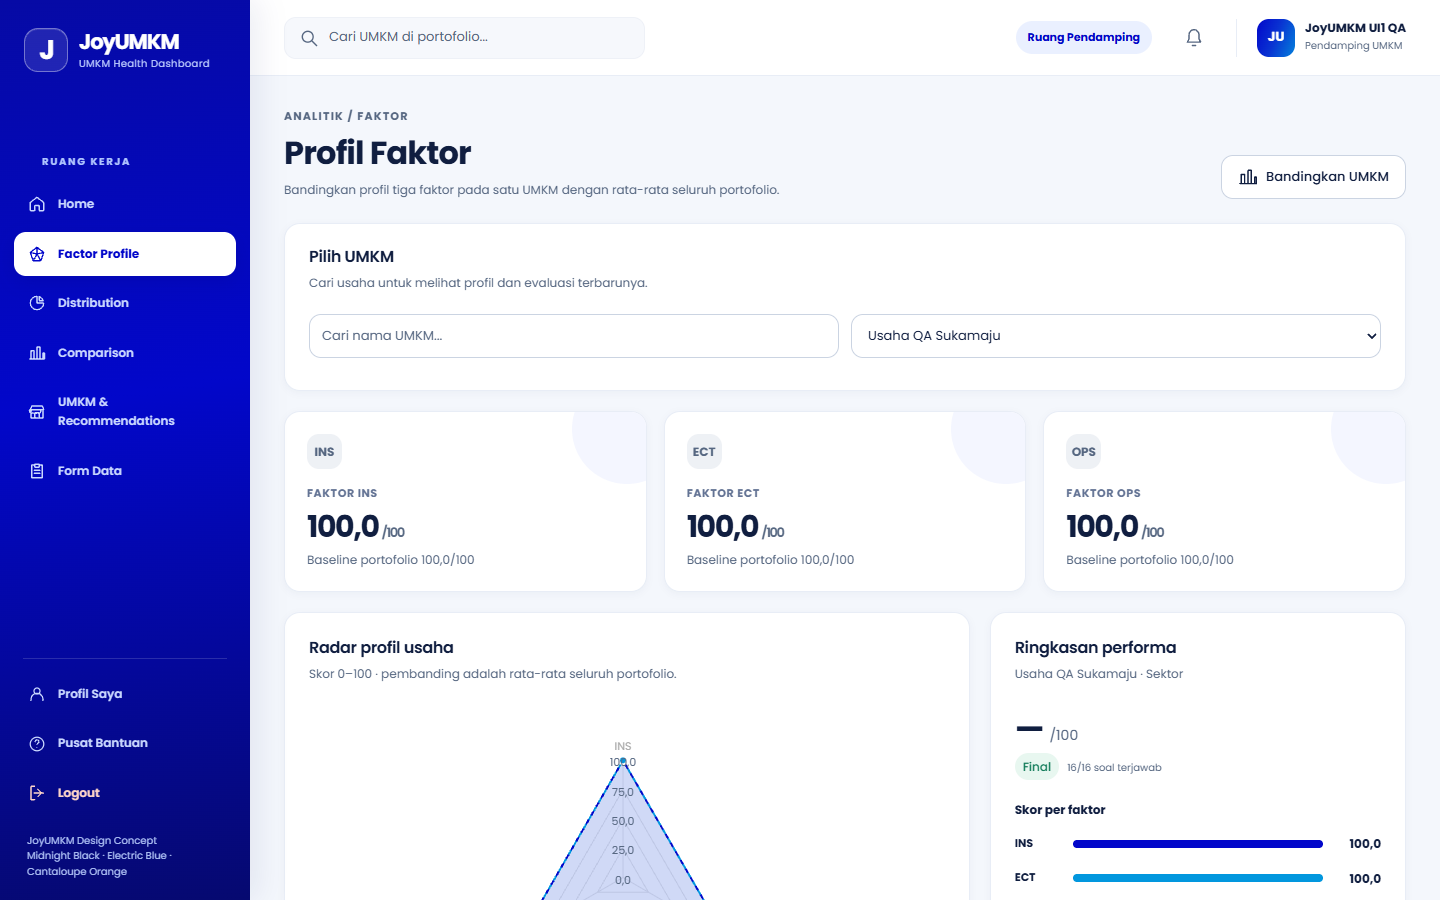 J
JoyUMKM
UMKM Health Dashboard
RUANG KERJA
Home
Factor Profile
Distribution
Comparison
UMKM &
Recommendations
Form Data
Profil Saya
Pusat Bantuan
Logout
JoyUMKM Design Concept
Midnight Black · Electric Blue ·
Cantaloupe Orange
Cari UMKM di portofolio...
Ruang Pendamping
JU
JoyUMKM UI1 QA
Pendamping UMKM
ANALITIK / FAKTOR
Profil Faktor
Bandingkan profil tiga faktor pada satu UMKM dengan rata-rata seluruh portofolio.
Bandingkan UMKM
Pilih UMKM
Cari usaha untuk melihat profil dan evaluasi terbarunya.
Cari nama UMKM...
Usaha QA Sukamaju
INS
FAKTOR INS
100,0 /100
Baseline portofolio 100,0/100
ECT
FAKTOR ECT
100,0 /100
Baseline portofolio 100,0/100
OPS
FAKTOR OPS
100,0 /100
Baseline portofolio 100,0/100
Radar profil usaha
Skor 0–100 · pembanding adalah rata-rata seluruh portofolio.
INS
100,0
75,0
50,0
25,0
0,0
Ringkasan performa
Usaha QA Sukamaju · Sektor
— /100
Final
16/16 soal terjawab
Skor per faktor
INS 100,0
ECT 100,0